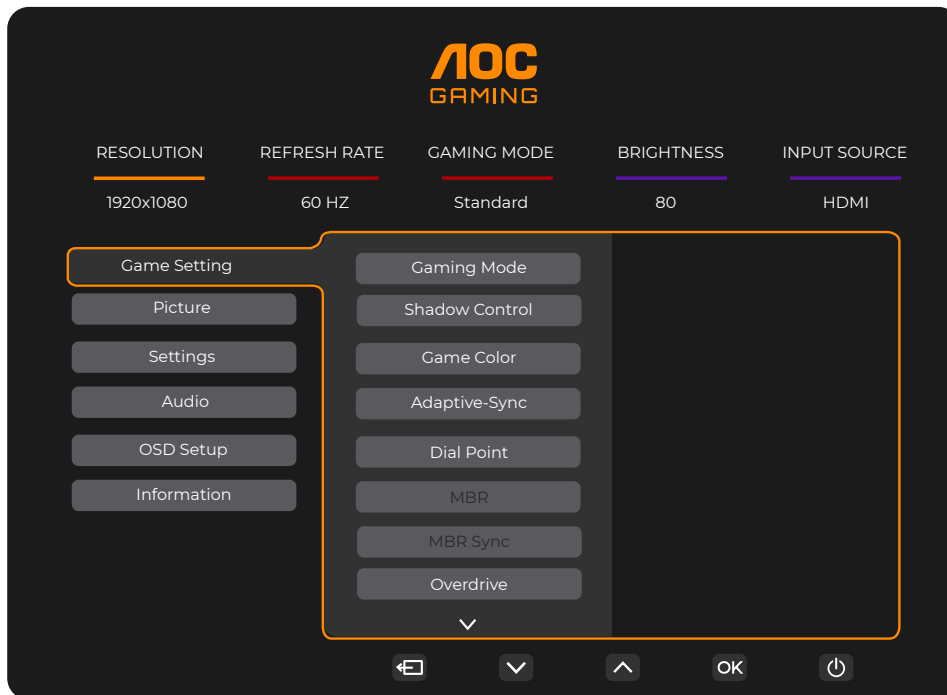 AOC
GAMING
RESOLUTION REFRESH RATE GAMING MODE BRIGHTNESS INPUT SOURCE
1920x1080 60 HZ Standard 80 HDMI
Game Setting Gaming Mode
Picture Shadow Control
Settings Game Color
Audio Adaptive-Sync
OSD Setup Dial Point
Information MBR
MBR Sync
Overdrive
OK